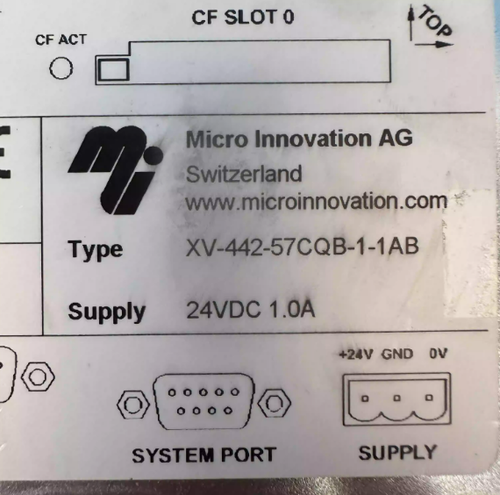 CF SLOT 0
TOP
CF ACT
Micro Innovation AG
Switzerland
www.microinnovation.com
Type XV-442-57CQB-1-1AB
Supply 24VDC 1.0A
+24V GND 0V
SYSTEM PORT
SUPPLY